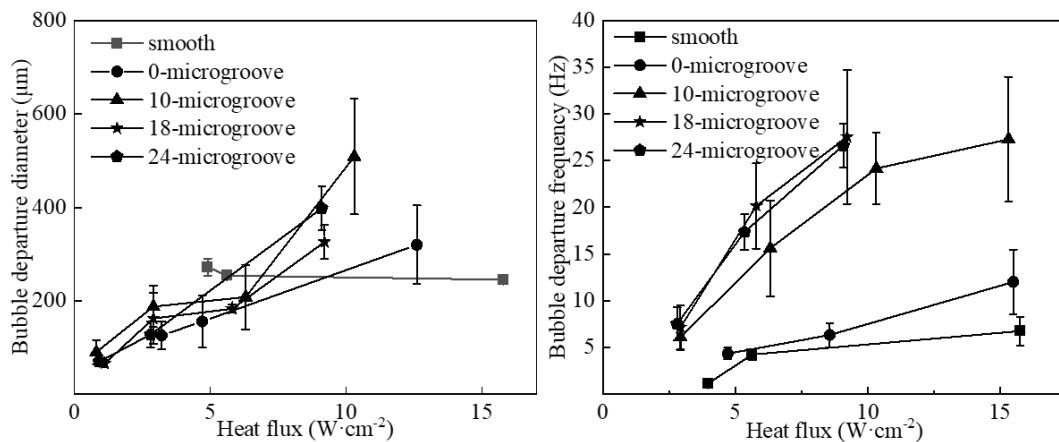 Bubble departure diameter (μm)
800
600
400
200
smooth
0-microgroove
10-microgroove
18-microgroove
24-microgroove
0
5
10
15
Heat flux (W·cm⁻²)
Bubble departure frequency (Hz)
40
35
30
25
20
15
10
5
0
smooth
0-microgroove
10-microgroove
18-microgroove
24-microgroove
0
5
10
15
Heat flux (W·cm⁻²)